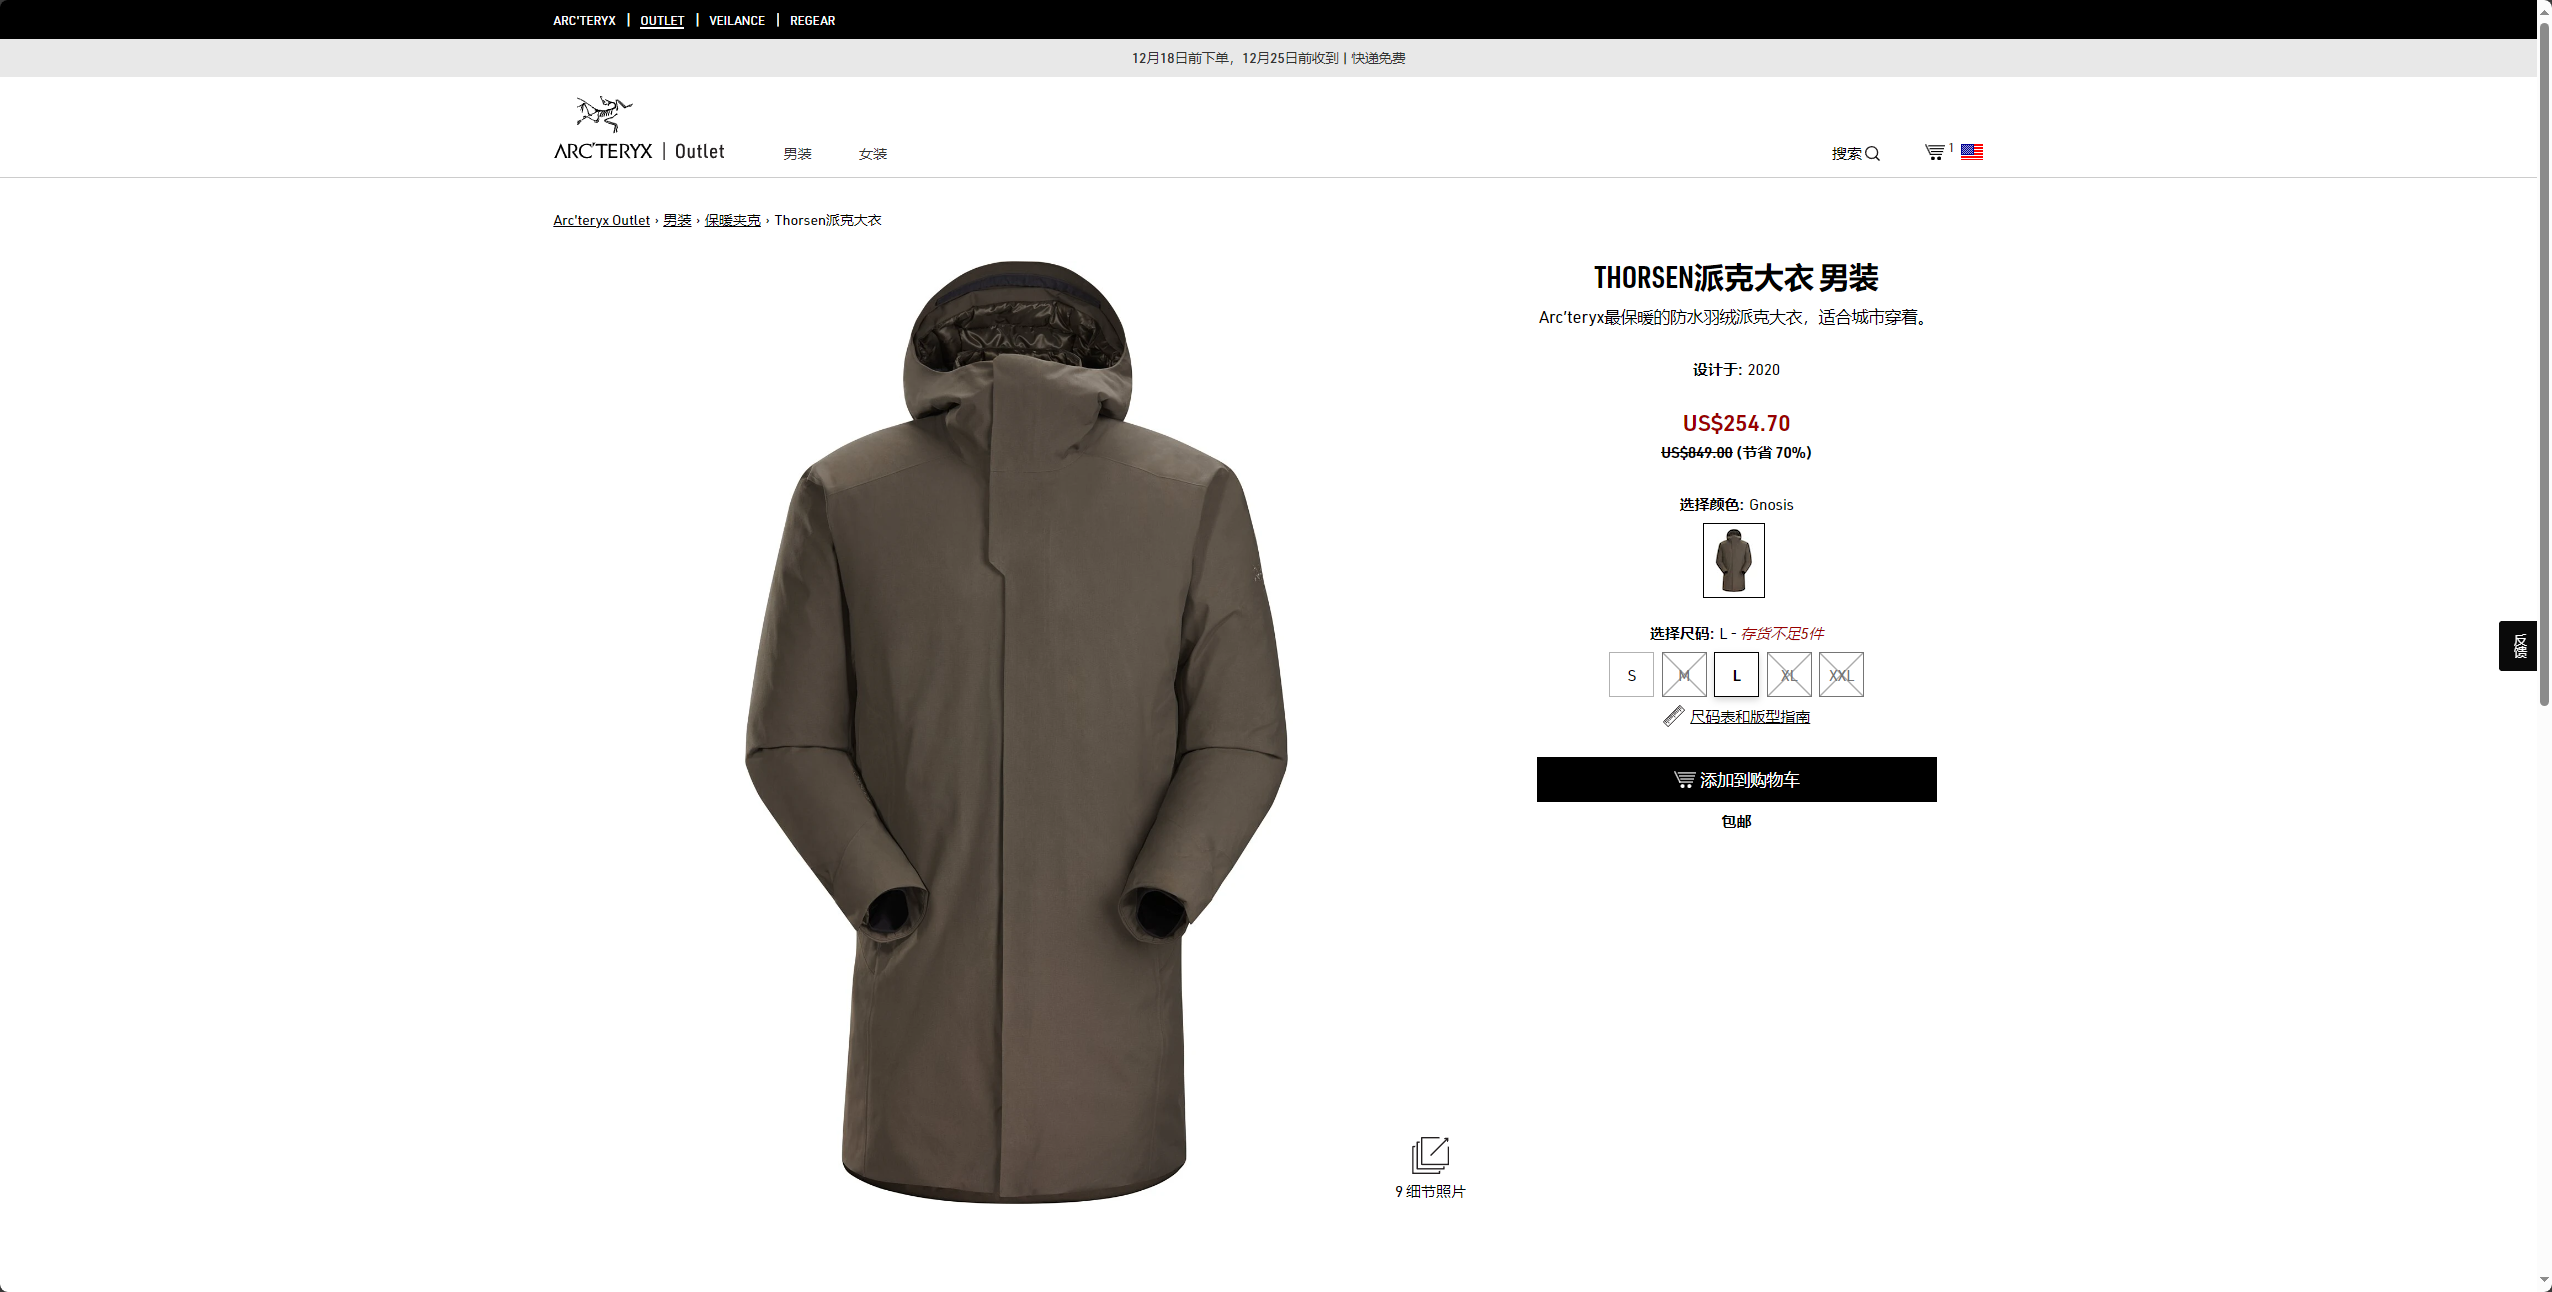 ARC'TERYX | OUTLET | VEILANCE | REGEAR
12月18日前下单，12月25日前收到 | 快递免费
ARC'TERYX | Outlet
男装
女装
搜索
1
Arc'teryx Outlet › 男装 › 保暖夹克 › Thorsen派克大衣
THORSEN派克大衣 男装
Arc'teryx最保暖的防水羽绒派克大衣，适合城市穿着。
设计于: 2020
US$254.70
US$849.00 (节省 70%)
选择颜色: Gnosis
选择尺码: L - 存货不足5件
S M L XL XXL
尺码表和版型指南
添加到购物车
包邮
反馈
9 细节照片